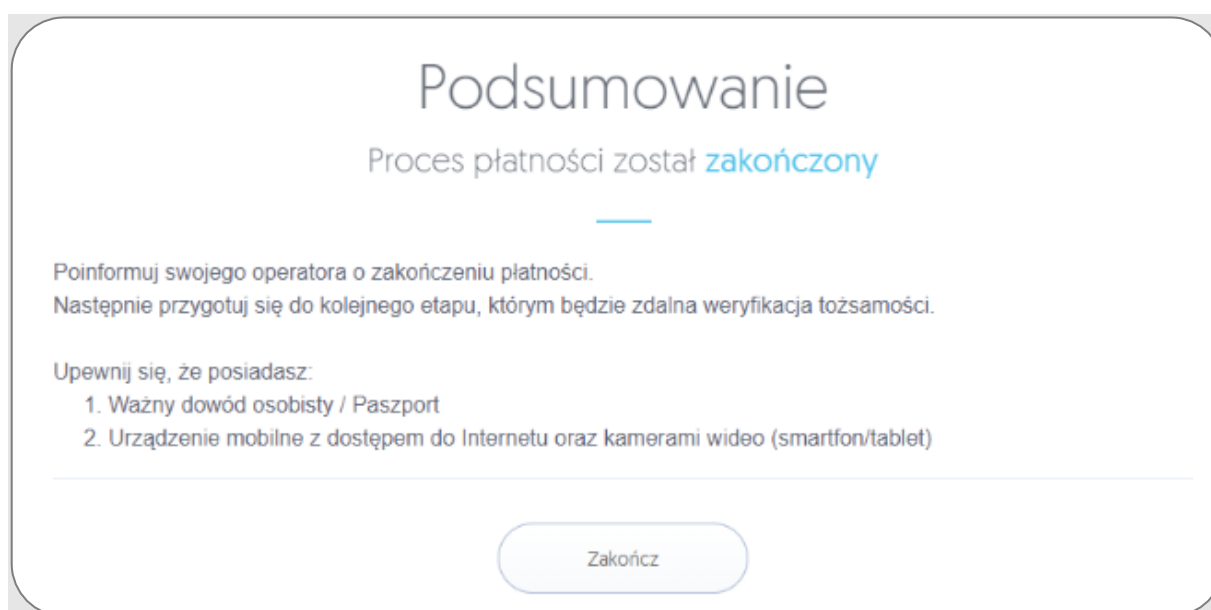 Podsumowanie
Proces płatności został zakończony
Poinformuj swojego operatora o zakończeniu płatności.
Następnie przygotuj się do kolejnego etapu, którym będzie zdalna weryfikacja tożsamości.
Upewnij się, że posiadasz:
1. Ważny dowód osobisty / Paszport
2. Urządzenie mobilne z dostępem do Internetu oraz kamerami wideo (smartfon/tablet)
Zakończ